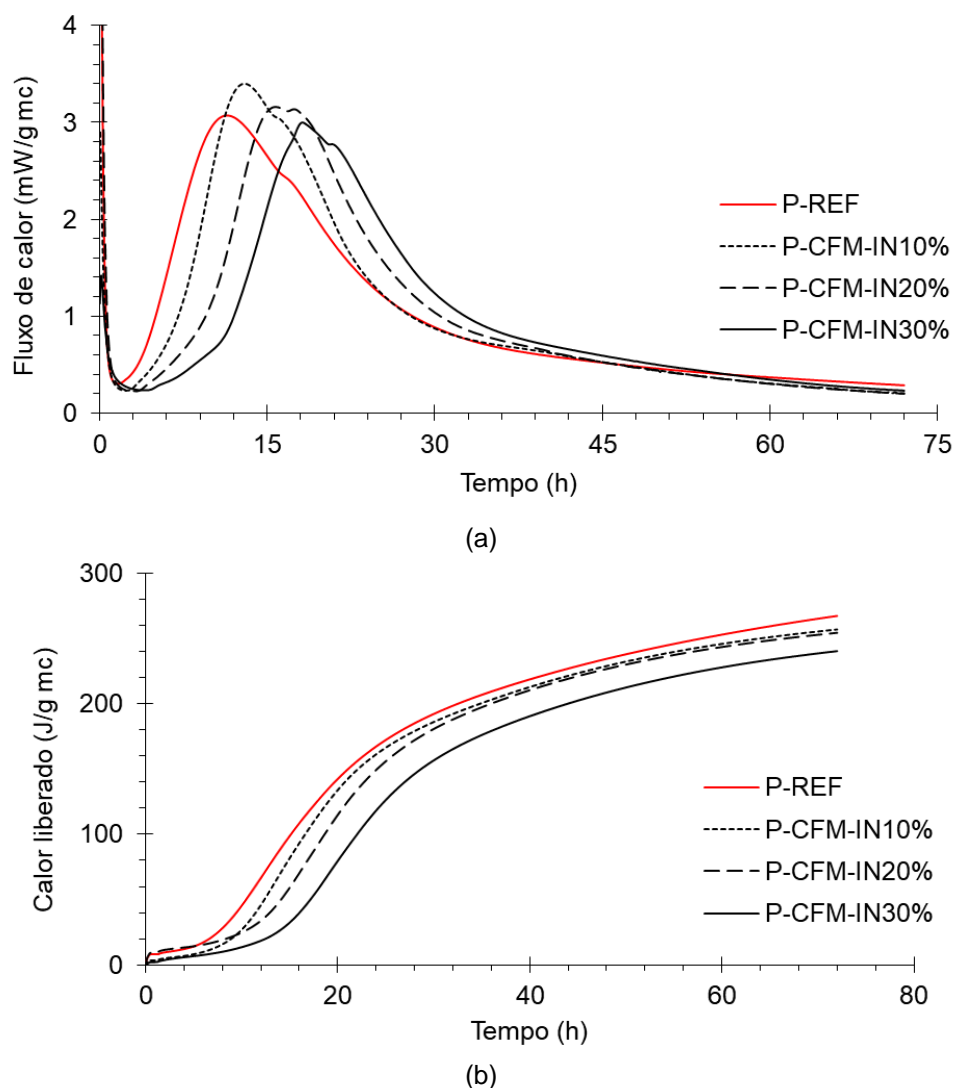 4
3
2
1
0
Fluxo de calor (mW/g mc)
P-REF
P-CFM-IN10%
P-CFM-IN20%
P-CFM-IN30%
0 15 30 45 60 75
Tempo (h)
(a)
300
200
100
0
Calor liberado (J/g mc)
P-REF
P-CFM-IN10%
P-CFM-IN20%
P-CFM-IN30%
0 20 40 60 80
Tempo (h)
(b)